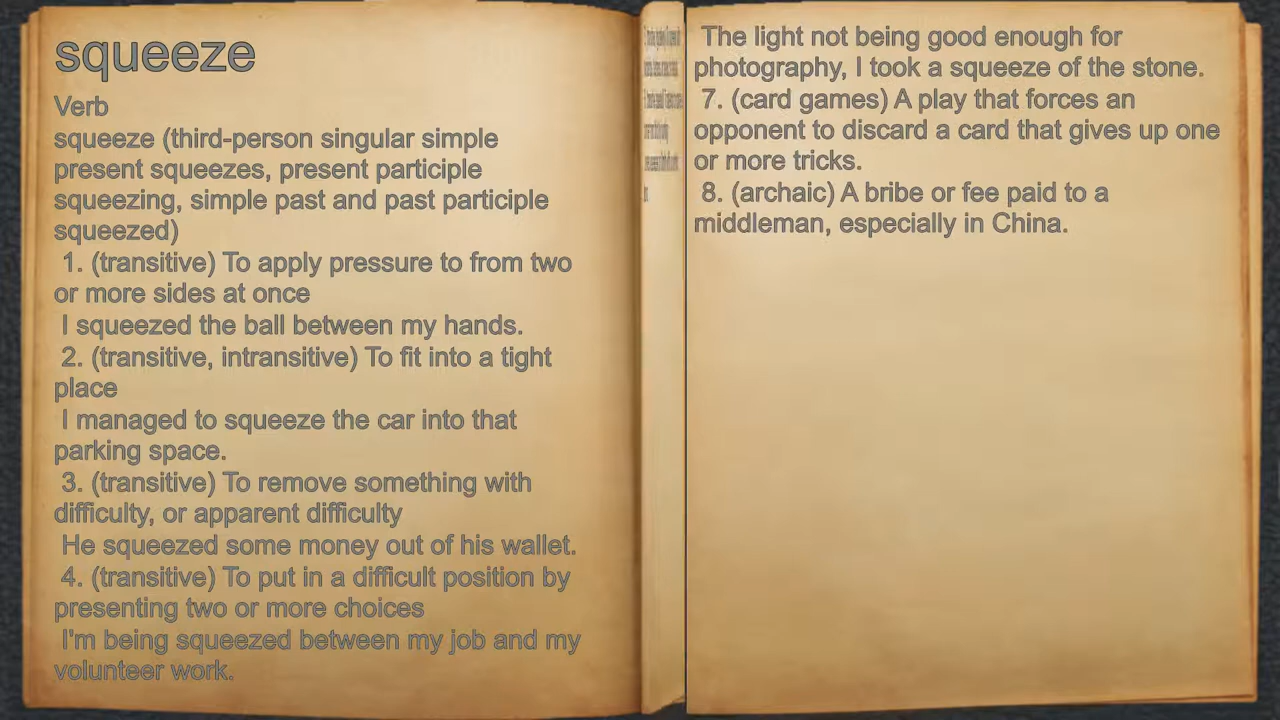 squeeze
Verb
squeeze (third-person singular simple
present squeezes, present participle
squeezing, simple past and past participle
squeezed)
1. (transitive) To apply pressure to from two
or more sides at once
I squeezed the ball between my hands.
2. (transitive, intransitive) To fit into a tight
place
I managed to squeeze the car into that
parking space.
3. (transitive) To remove something with
difficulty, or apparent difficulty
He squeezed some money out of his wallet.
4. (transitive) To put in a difficult position by
presenting two or more choices
I'm being squeezed between my job and my
volunteer work.
The light not being good enough for
photography, I took a squeeze of the stone.
7. (card games) A play that forces an
opponent to discard a card that gives up one
or more tricks.
8. (archaic) A bribe or fee paid to a
middleman, especially in China.